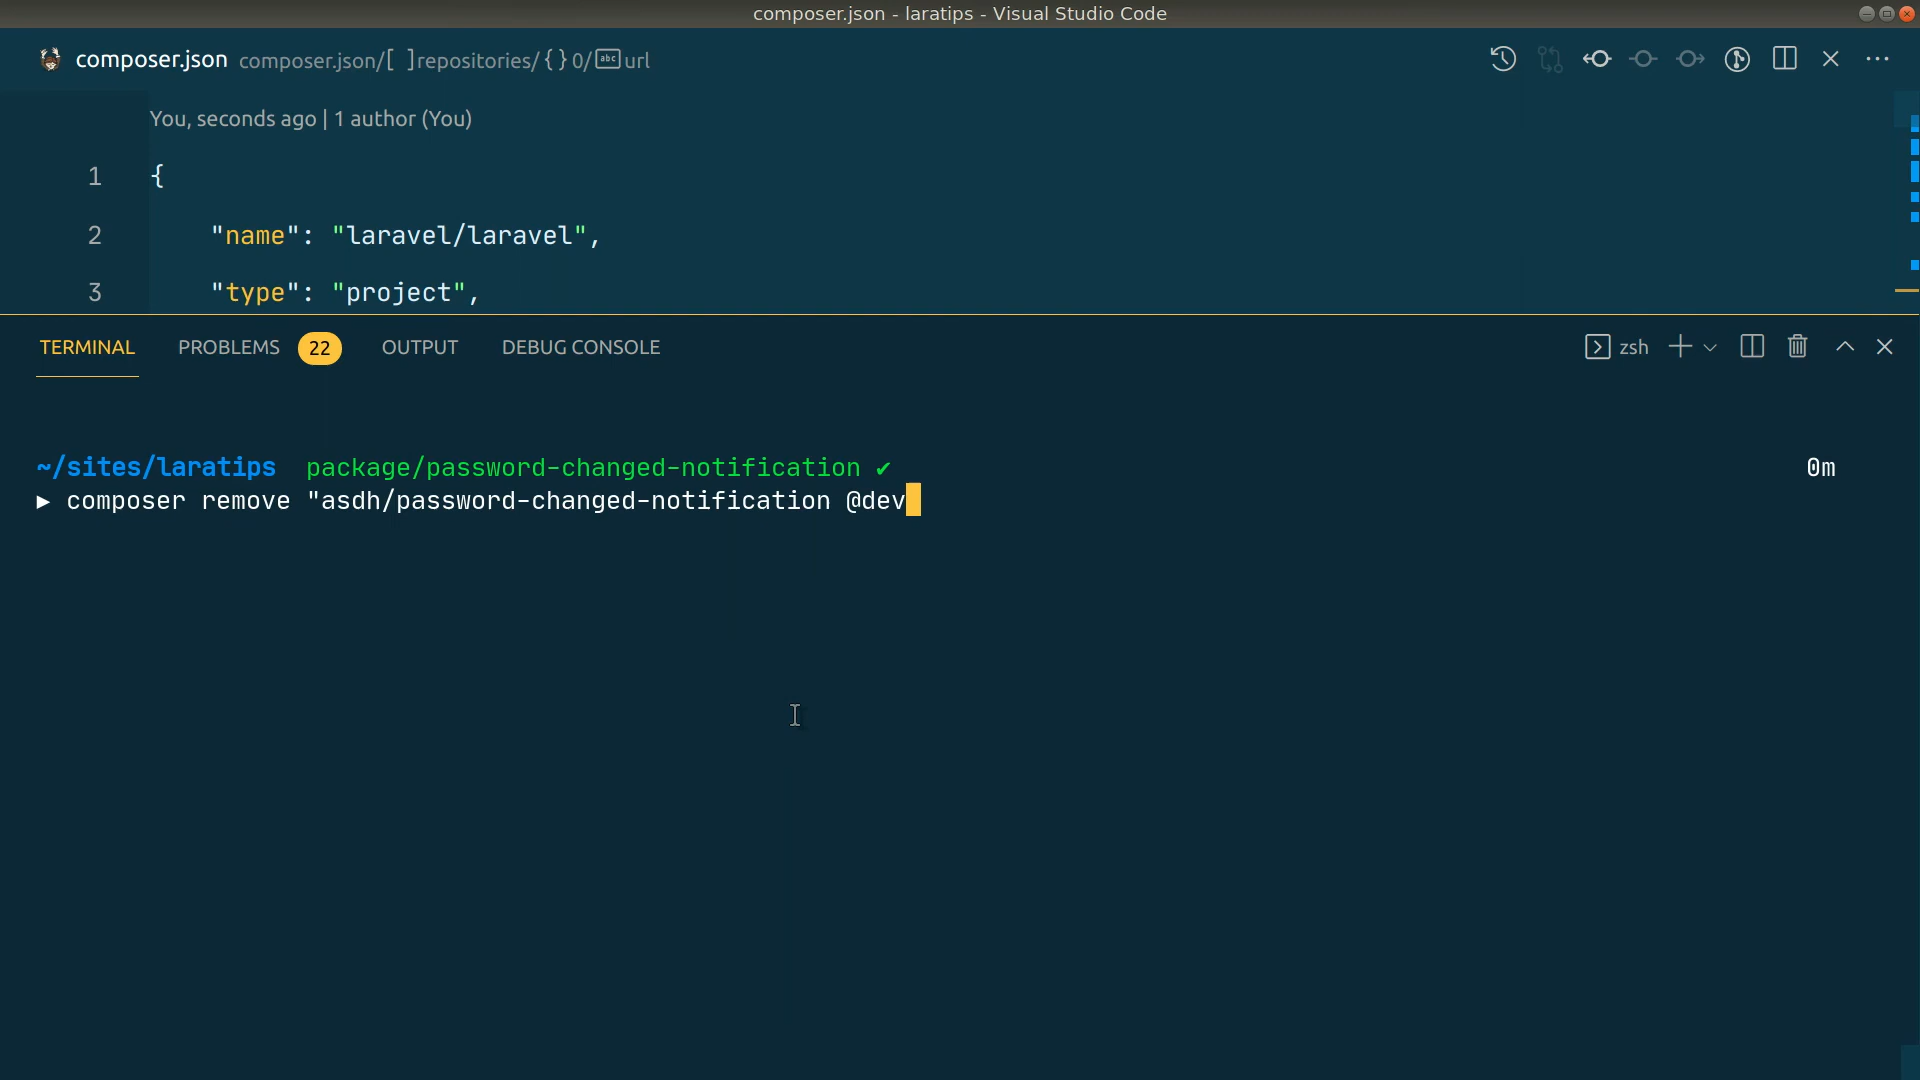 composer.json - laratips - Visual Studio Code
composer.json composer.json/[ ]repositories/{ }0/abc url
You, seconds ago | 1 author (You)
1 {
2 "name": "laravel/laravel",
3 "type": "project",
TERMINAL PROBLEMS 22 OUTPUT DEBUG CONSOLE zsh
~/sites/laratips package/password-changed-notification ✔ 0m
▶ composer remove "asdh/password-changed-notification @dev